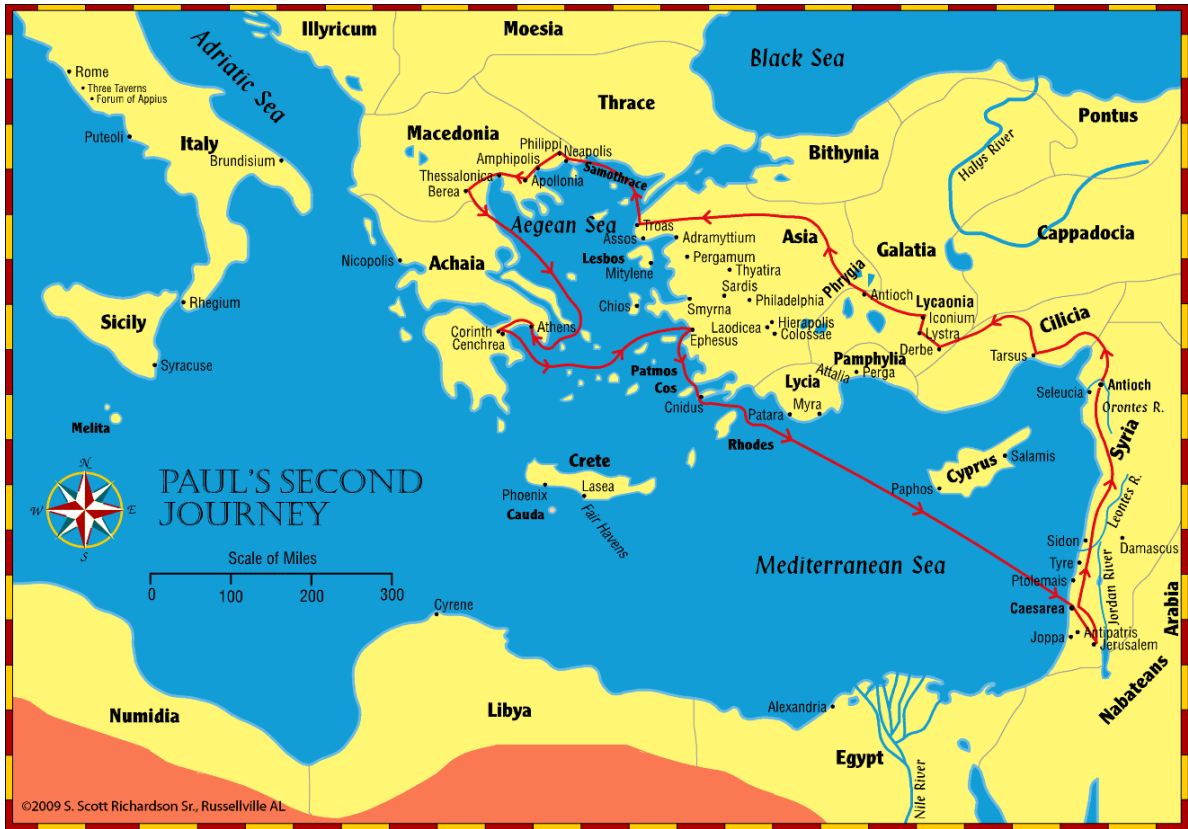 Illyricum
Moesia
Adriatic Sea
Black Sea
Rome
Three Taverns
Forum of Appius
Thrace
Pontus
Puteoli
Italy
Macedonia
Halys River
Brundisium
Philippi
Neapolis
Bithynia
Amphipolis
Samothrace
Thessalonica
Apollonia
Berea
Aegean Sea
Troas
Asia
Cappadocia
Assos
Adramyttium
Galatia
Nicopolis
Achaia
Lesbos
Pergamum
Mitylene
Thyatira
Phrygia
Sardis
Antioch
Rhegium
Chios
Smyrna
Philadelphia
Lycaonia
Iconium
Sicily
Corinth
Athens
Laodicea
Hierapolis
Lystra
Cilicia
Cenchrea
Ephesus
Colossae
Derbe
Tarsus
Syracuse
Patmos
Pamphylia
Cos
Lycia
Attalia
Perga
Antioch
Seleucia
Cnidus
Patara
Myra
Orontes R.
Melita
Rhodes
Syria
N
Crete
Cyprus
Salamis
PAUL'S SECOND
JOURNEY
W
E
S
Phoenix
Lasea
Paphos
Leontes R.
Cauda
Fair Havens
Sidon
Damascus
Scale of Miles
Mediterranean Sea
Tyre
Ptolemais
Jordan River
0 100 200 300
Cyrene
Caesarea
Arabia
Joppa
Antipatris
Jerusalem
Nabateans
Numidia
Libya
Alexandria
Egypt
Nile River
©2009 S. Scott Richardson Sr., Russellville AL